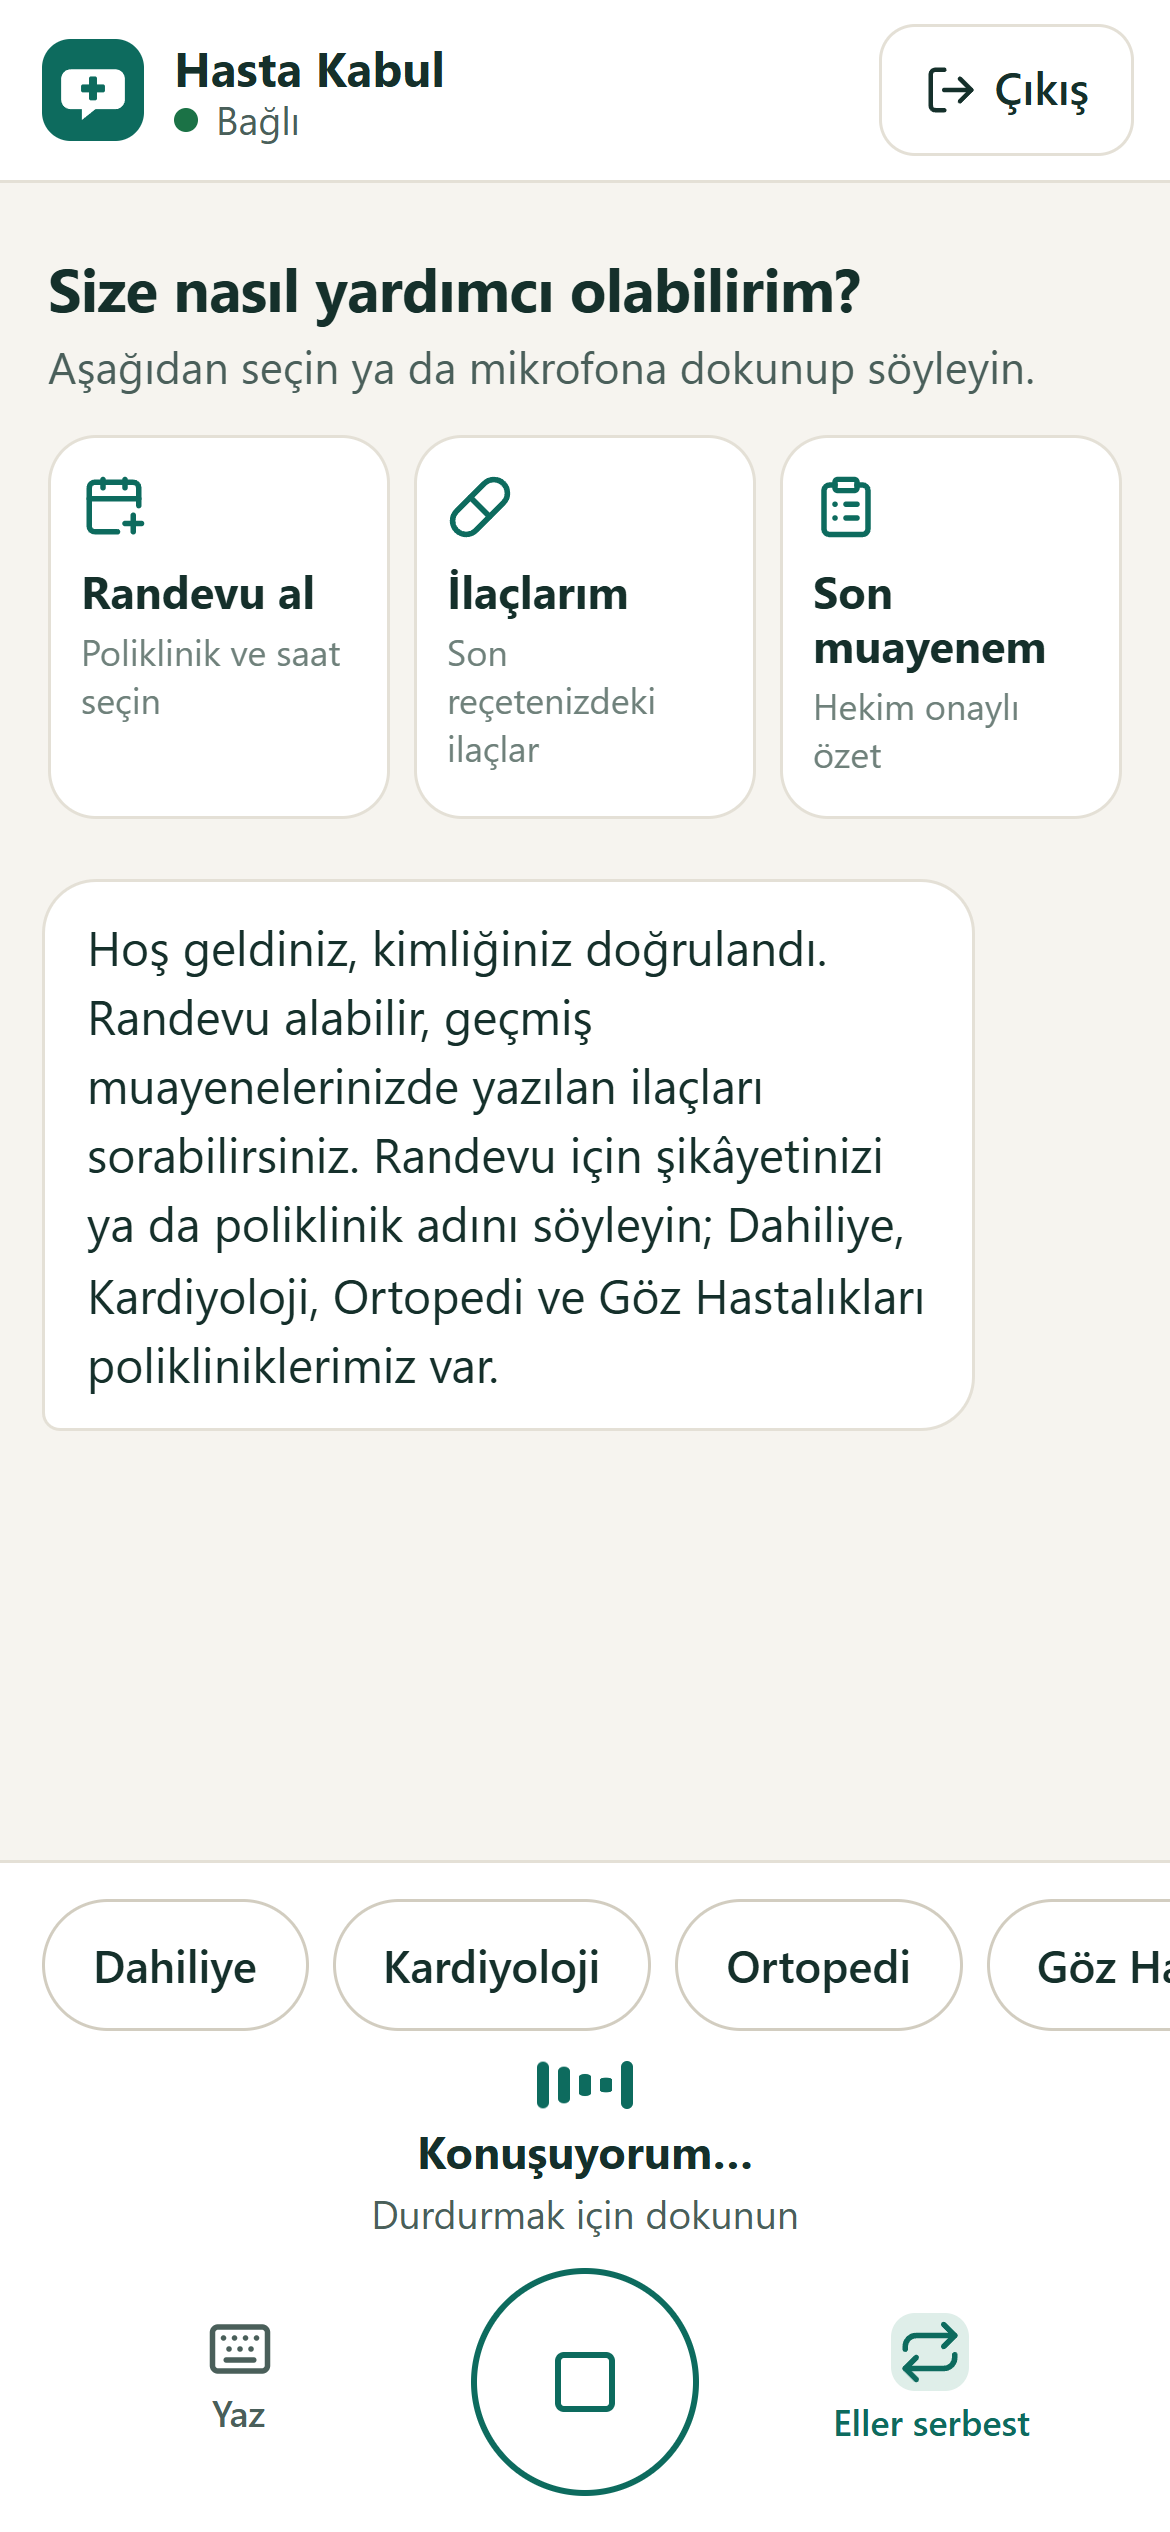 Hasta Kabul
Bağlı
Çıkış
Size nasıl yardımcı olabilirim?
Aşağıdan seçin ya da mikrofona dokunup söyleyin.
Randevu al
Poliklinik ve saat
seçin
İlaçlarım
Son
reçetenizdeki
ilaçlar
Son
muayenem
Hekim onaylı
özet
Hoş geldiniz, kimliğiniz doğrulandı.
Randevu alabilir, geçmiş
muayenelerinizde yazılan ilaçları
sorabilirsiniz. Randevu için şikâyetinizi
ya da poliklinik adını söyleyin; Dahiliye,
Kardiyoloji, Ortopedi ve Göz Hastalıkları
polikliniklerimiz var.
Dahiliye
Kardiyoloji
Ortopedi
Göz Ha
Konuşuyorum...
Durdurmak için dokunun
Yaz
Eller serbest